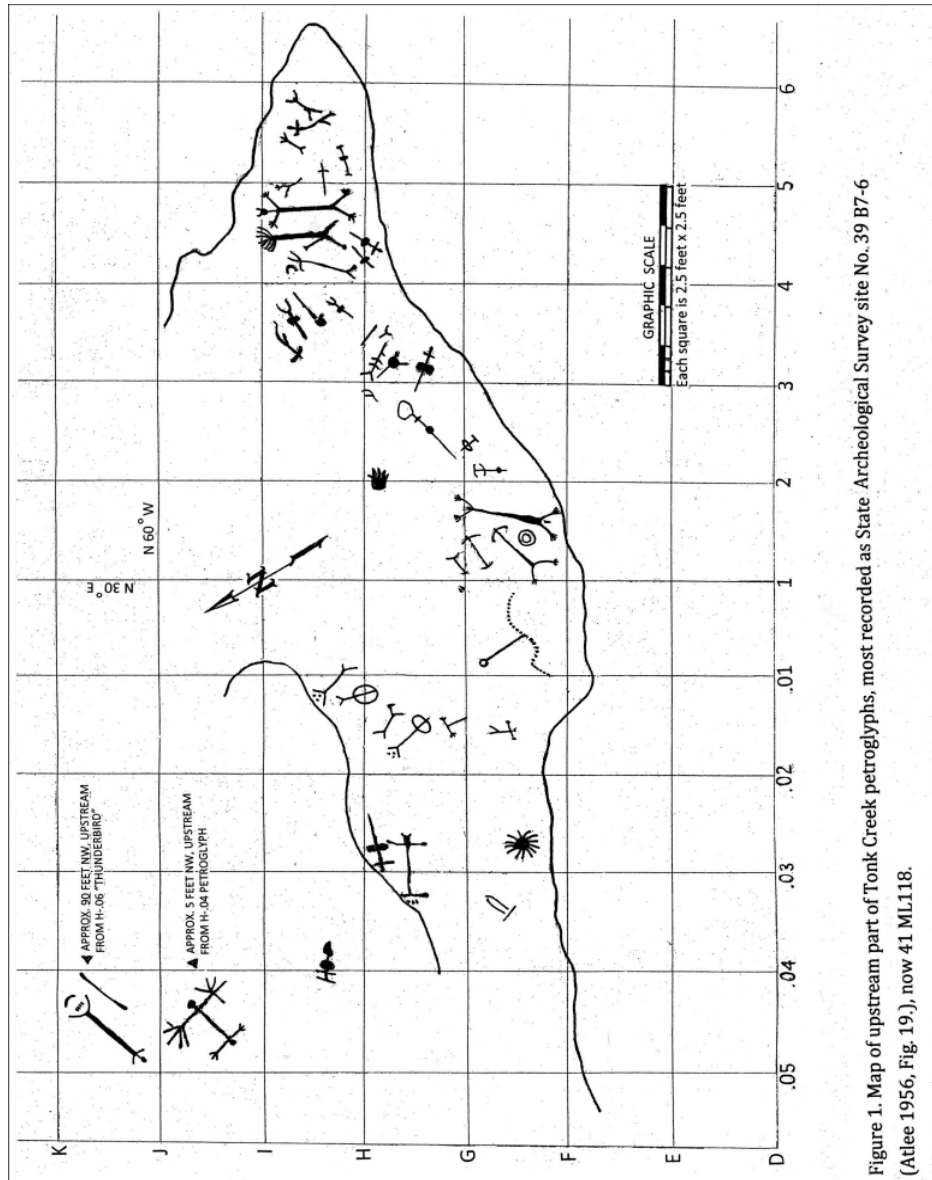 K
J
I
H
G
F
E
D
.05
.04
.03
.02
.01
1
2
3
4
5
6
◀ APPROX. 90 FEET NW, UPSTREAM
FROM H-.06 "THUNDERBIRD"
◀ APPROX. 5 FEET NW, UPSTREAM
FROM H-.04 PETROGLYPH
N 30° E
N 60° W
N
GRAPHIC SCALE
Each square is 2.5 feet x 2.5 feet
Figure 1. Map of upstream part of Tonk Creek petroglyphs, most recorded as State Archeological Survey site No. 39 B7-6
(Atlee 1956, Fig. 19.), now 41 ML118.